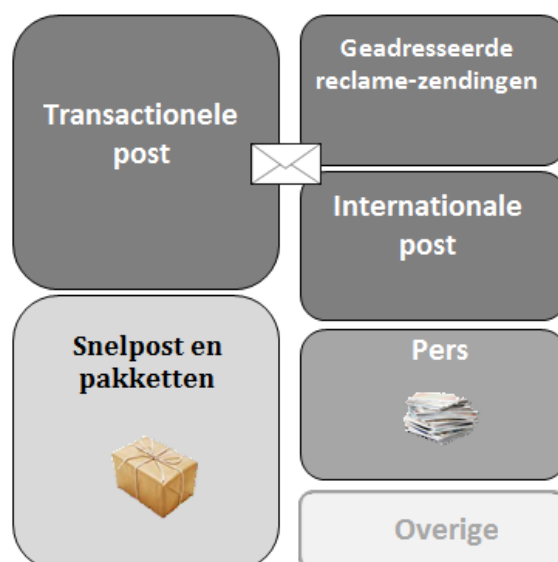 Transactionele
post
Geadresseerde
reclame-zendingen
Internationale
post
Snelpost en
pakketten
Pers
Overige